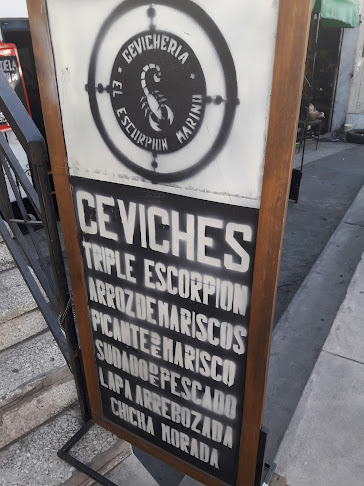 CEVICHERIA
EL ESCORPIÓN MARINO
CEVICHES
TRIPLE ESCORPION
ARROZ DE MARISCOS
PICANTE DE MARISCO
SUDADO DE PESCADO
LAPA ARREBOZADA
CHICHA MORADA